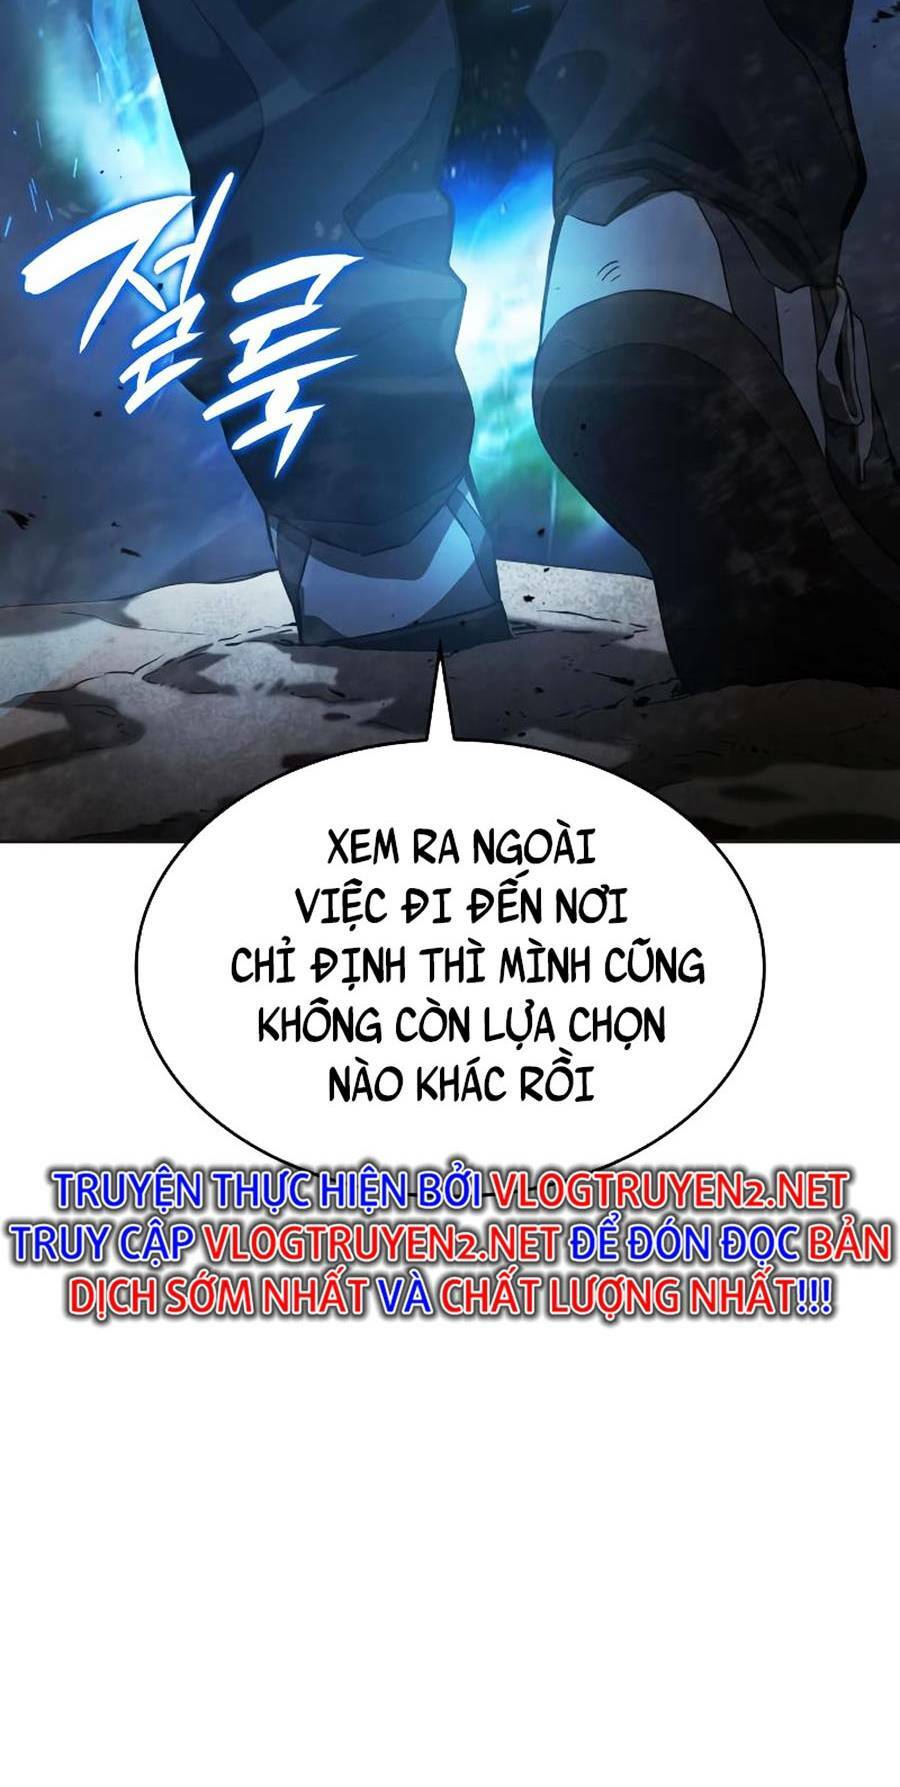 절룩
XEM RA NGOÀI
VIỆC ĐI ĐẾN NƠI
CHỈ ĐỊNH THÌ MÌNH CŨNG
KHÔNG CÒN LỰA CHỌN
NÀO KHÁC RỒI
TRUYỆN THỰC HIỆN BỞI VLOGTRUYEN2.NET
TRUY CẬP VLOGTRUYEN2.NET ĐỂ ĐÓN ĐỌC BẢN
DỊCH SỚM NHẤT VÀ CHẤT LƯỢNG NHẤT!!!